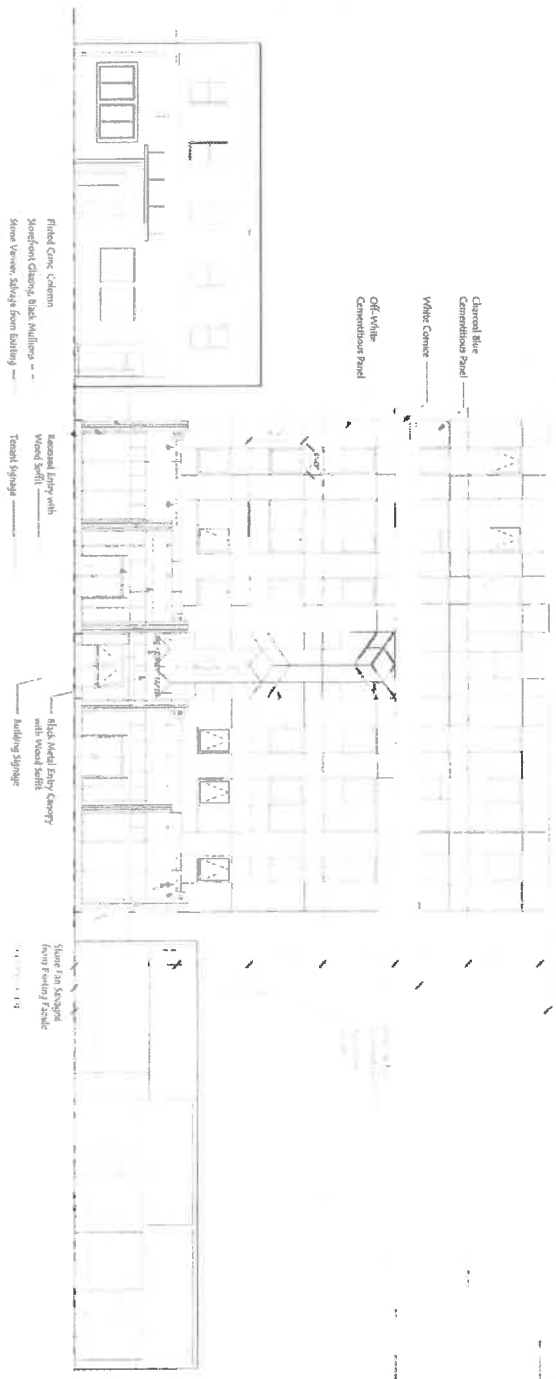 Charcoal Blue
Cementitious Panel
White Cornice
Off-White
Cementitious Panel
Fluted Conc. Column
Storefront Glazing, Black Mullions
Stone Veneer, Salvage from Existing
Recessed Entry with
Wood Soffit
Tenant Signage
Black Metal Entry Canopy
with Wood Soffit
Building Signage
Stone Fan Salvaged
from Existing Facade